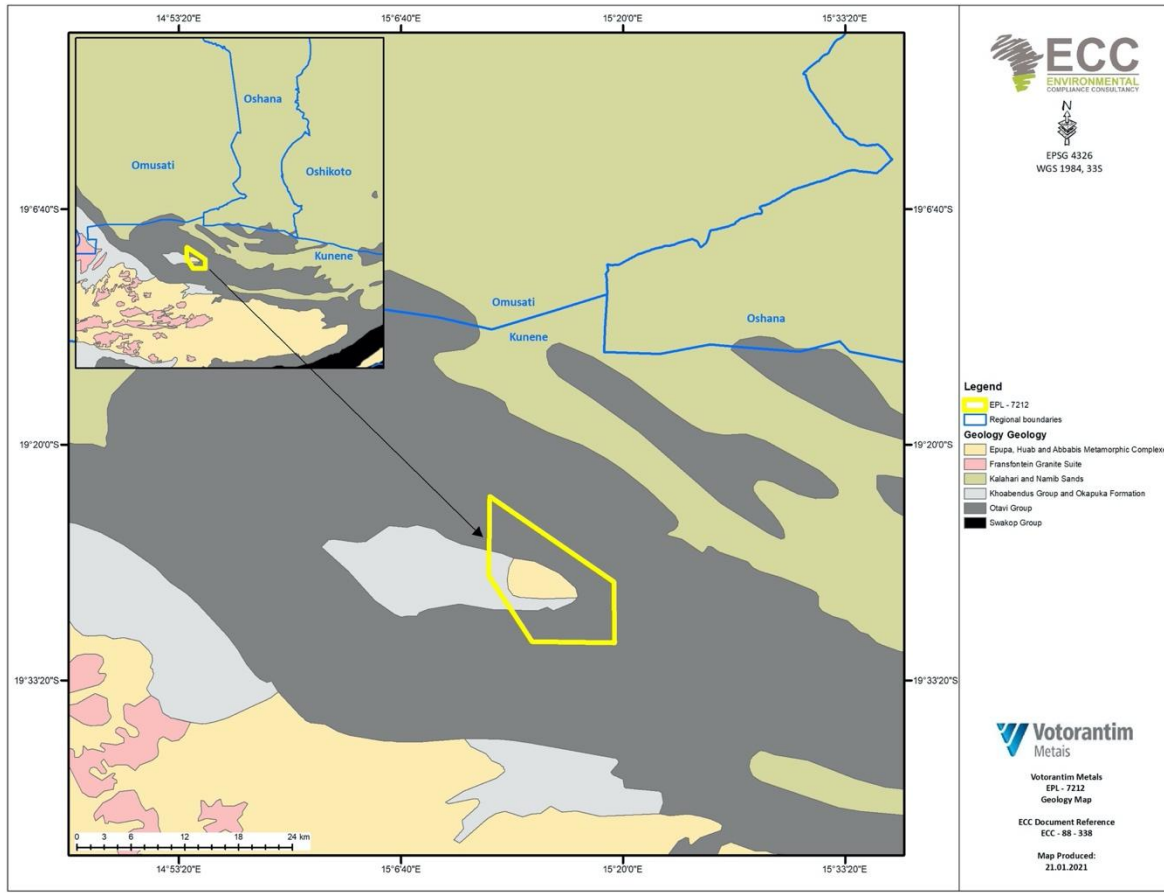 14°53'20"E
15°6'40"E
15°20'0"E
15°33'20"E
Oshana
Omusati
Oshikoto
Kunene
Omusati
Kunene
Oshana
19°6'40"S
19°6'40"S
19°20'0"S
19°20'0"S
19°33'20"S
19°33'20"S
0 3 6 12 18 24 km
14°53'20"E
15°6'40"E
15°20'0"E
15°33'20"E
ECC
ENVIRONMENTAL
COMPLIANCE CONSULTANCY
N
EPSG 4326
WGS 1984, 33S
Legend
EPL - 7212
Regional boundaries
Geology Geology
Epupa, Huab and Abbabis Metamorphic Complexe
Fransfontein Granite Suite
Kalahari and Namib Sands
Khoabendus Group and Okapuka Formation
Otavi Group
Swakop Group
Votorantim
Metais
Votorantim Metals
EPL - 7212
Geology Map
ECC Document Reference
ECC - 88 - 338
Map Produced:
21.01.2021